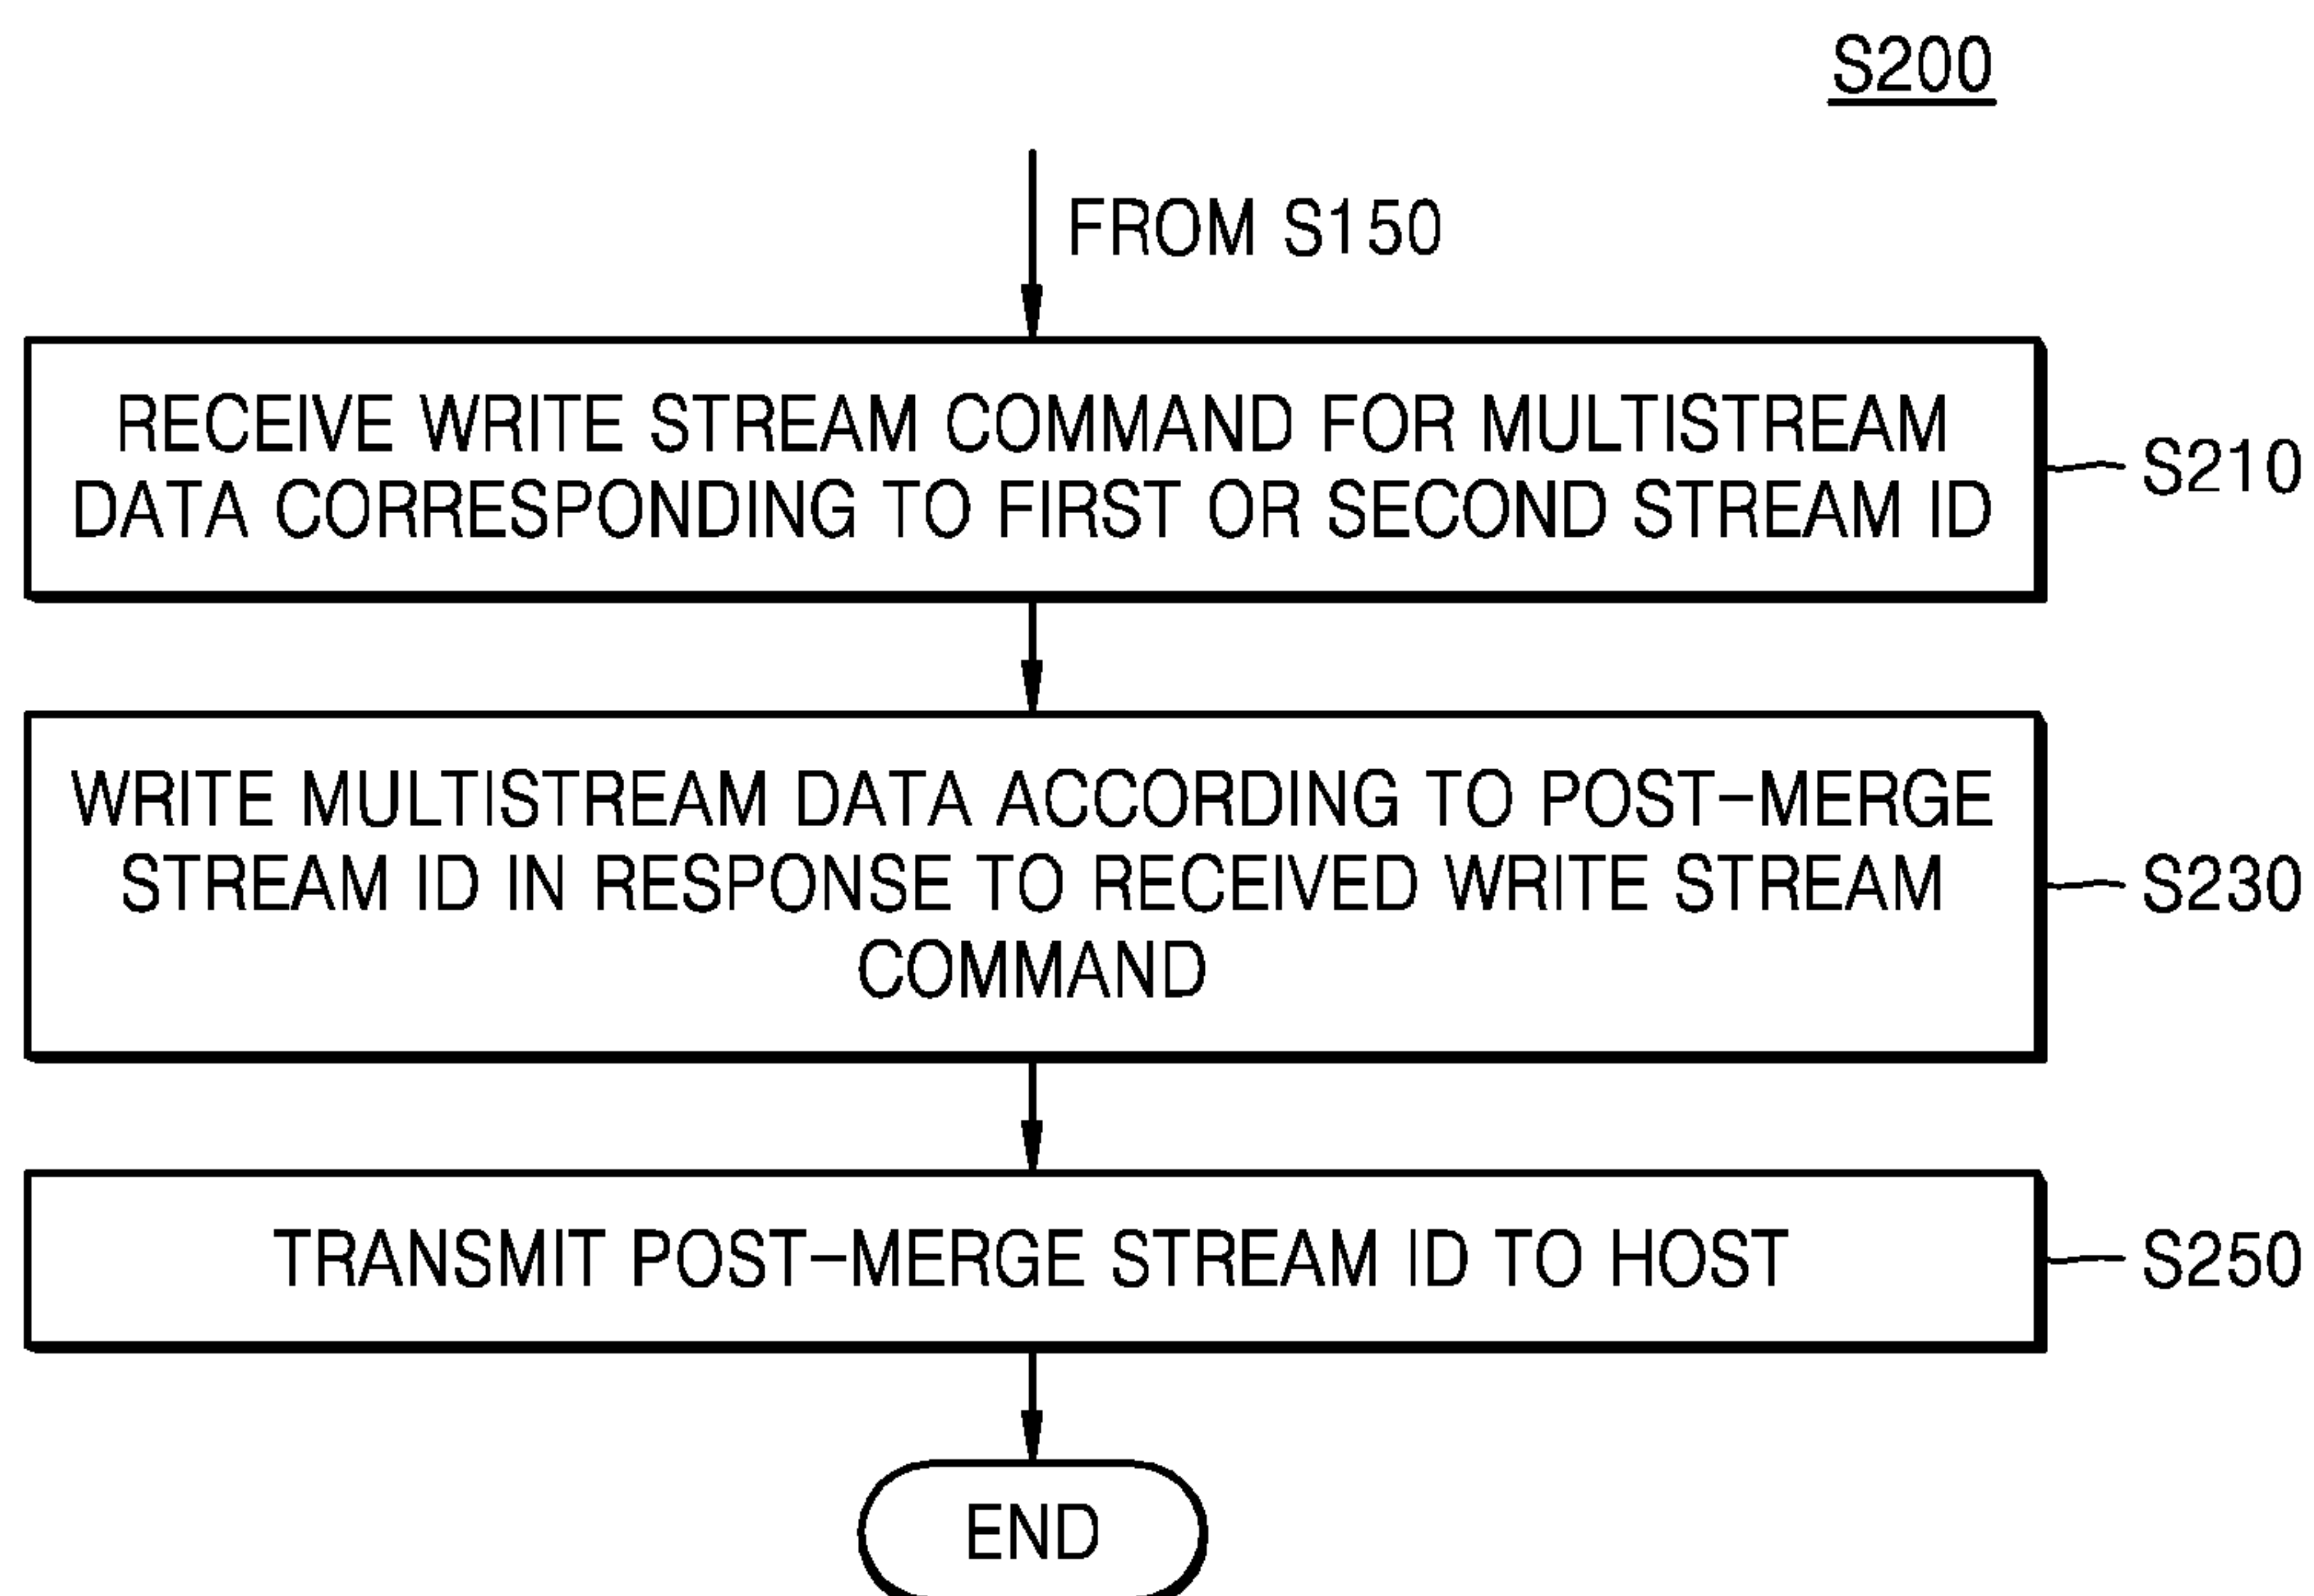 S200
FROM S150
RECEIVE WRITE STREAM COMMAND FOR MULTISTREAM
DATA CORRESPONDING TO FIRST OR SECOND STREAM ID
S210
WRITE MULTISTREAM DATA ACCORDING TO POST-MERGE
STREAM ID IN RESPONSE TO RECEIVED WRITE STREAM
COMMAND
S230
TRANSMIT POST-MERGE STREAM ID TO HOST
S250
END